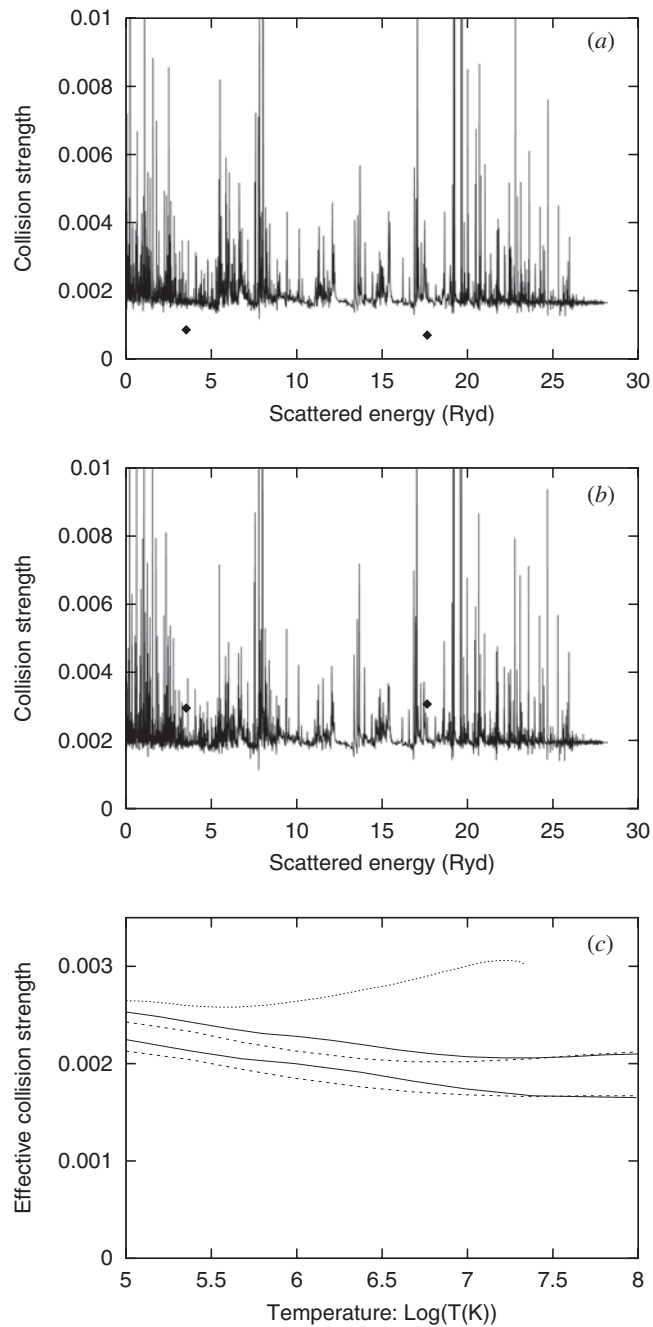 0.01
(a)
0.008
0.006
0.004
0.002
0
Collision strength
0 5 10 15 20 25 30
Scattered energy (Ryd)
0.01
(b)
0.008
0.006
0.004
0.002
0
Collision strength
0 5 10 15 20 25 30
Scattered energy (Ryd)
(c)
0.003
0.002
0.001
0
Effective collision strength
5 5.5 6 6.5 7 7.5 8
Temperature: Log(T(K))